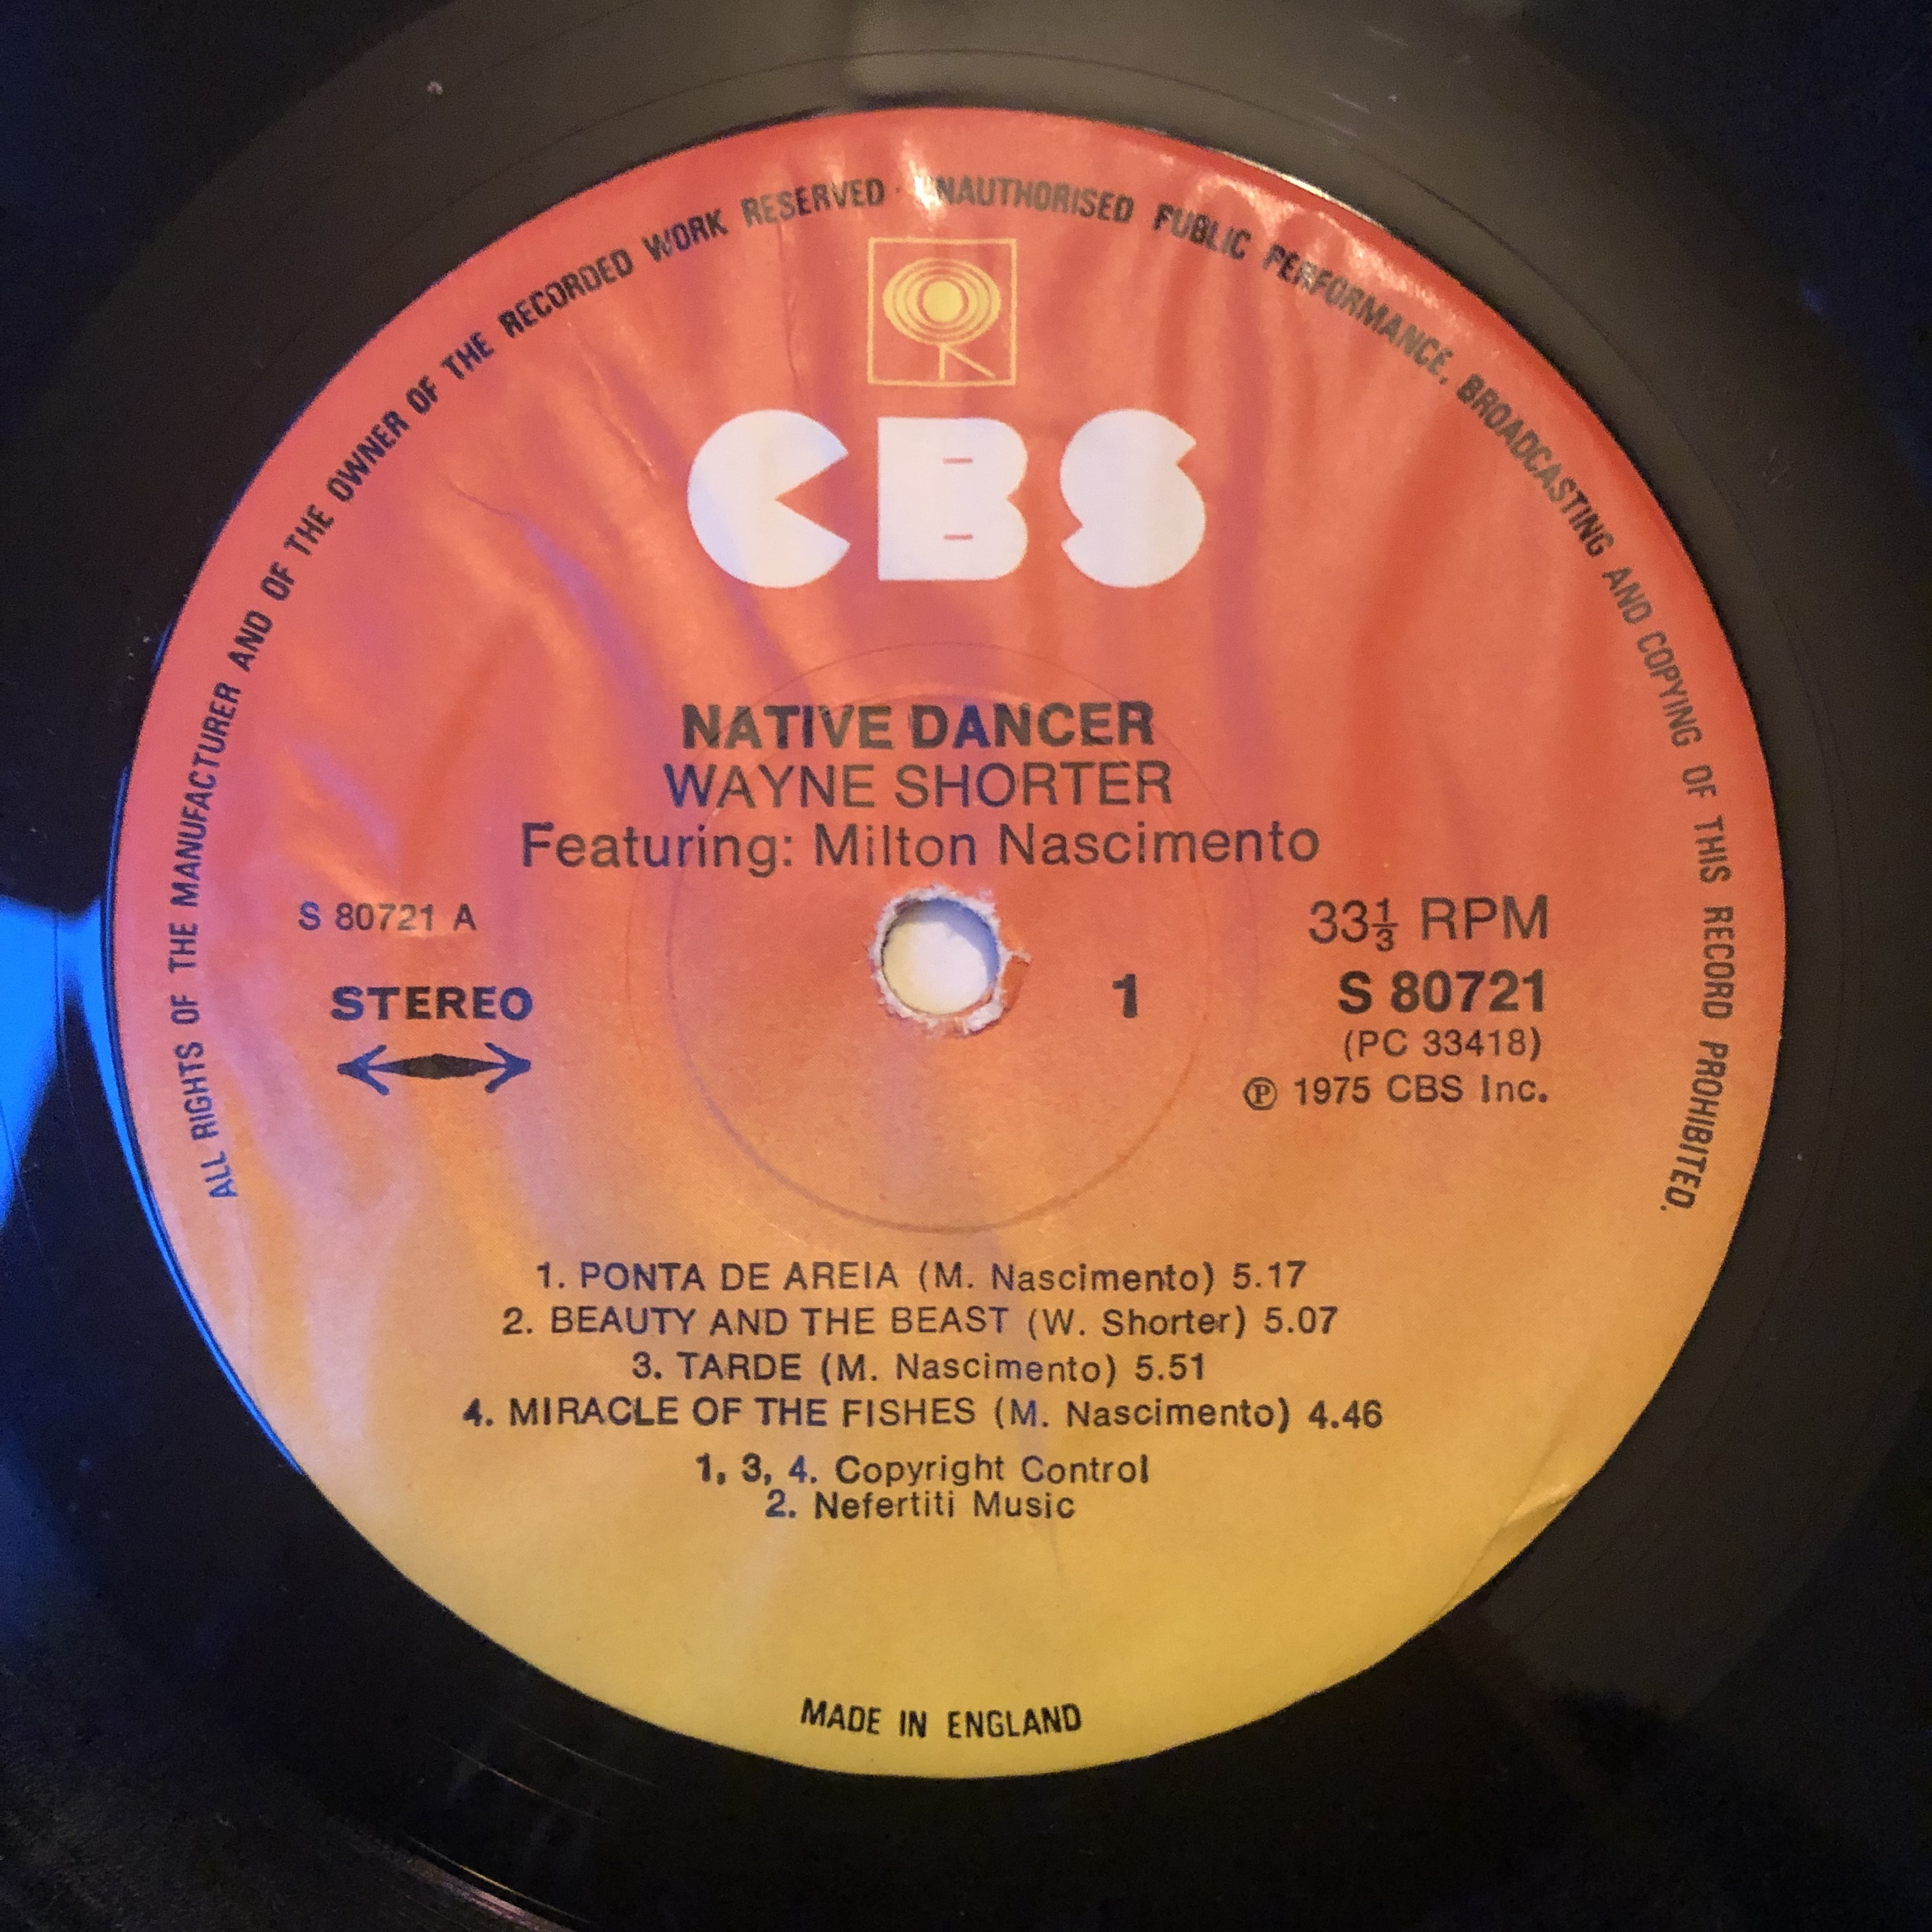 ALL RIGHTS OF THE MANUFACTURER AND OF THE OWNER OF THE RECORDED WORK RESERVED · UNAUTHORISED PUBLIC PERFORMANCE, BROADCASTING AND COPYING OF THIS RECORD PROHIBITED.
CBS
NATIVE DANCER
WAYNE SHORTER
Featuring: Milton Nascimento
S 80721 A
STEREO
1
33⅓ RPM
S 80721
(PC 33418)
℗ 1975 CBS Inc.
1. PONTA DE AREIA (M. Nascimento) 5.17
2. BEAUTY AND THE BEAST (W. Shorter) 5.07
3. TARDE (M. Nascimento) 5.51
4. MIRACLE OF THE FISHES (M. Nascimento) 4.46
1, 3, 4. Copyright Control
2. Nefertiti Music
MADE IN ENGLAND